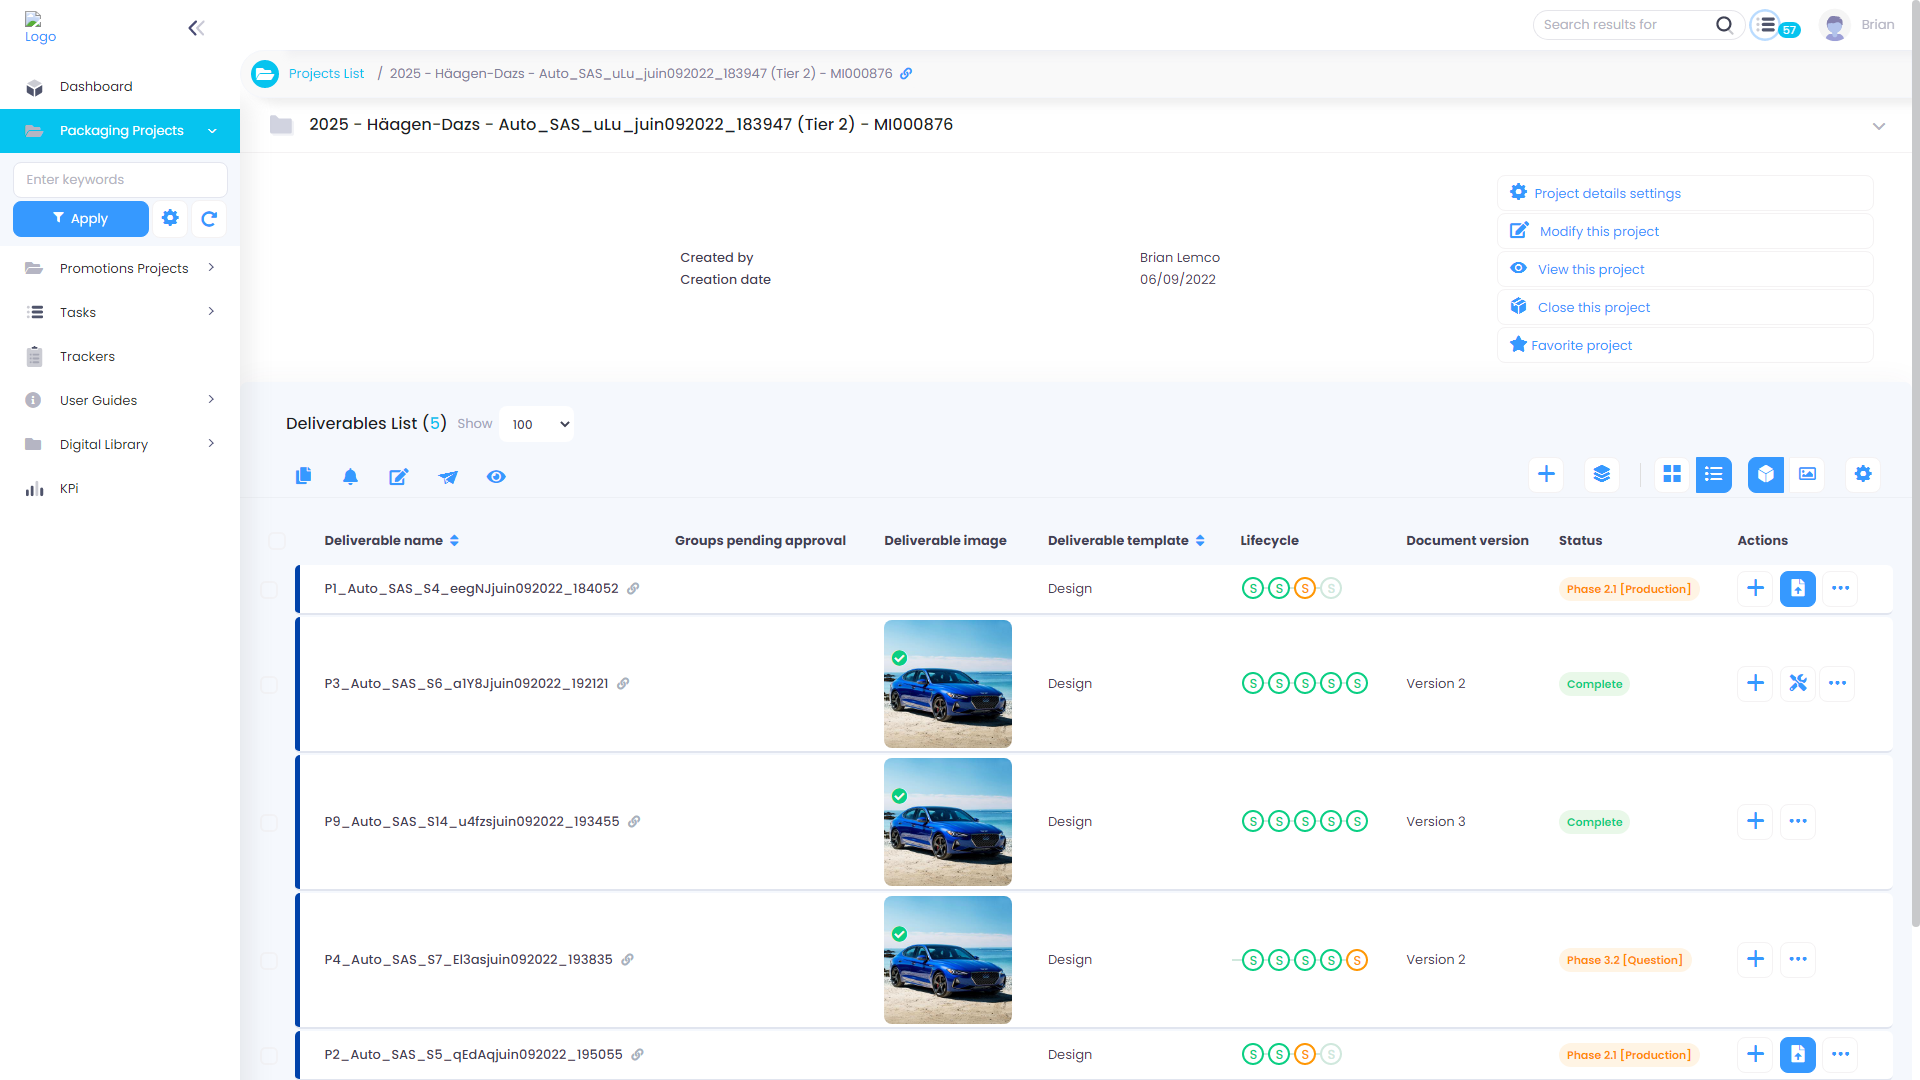 Logo
Search results for
57
Brian
Projects List / 2025 - Häagen-Dazs - Auto_SAS_uLu_juin092022_183947 (Tier 2) - MI000876
Dashboard
Packaging Projects
2025 - Häagen-Dazs - Auto_SAS_uLu_juin092022_183947 (Tier 2) - MI000876
Enter keywords
Apply
Promotions Projects
Tasks
Trackers
User Guides
Digital Library
KPi
Created by Brian Lemco
Creation date 06/09/2022
Project details settings
Modify this project
View this project
Close this project
Favorite project
Deliverables List (5) Show 100
Deliverable name Groups pending approval Deliverable image Deliverable template Lifecycle Document version Status Actions
P1_Auto_SAS_S4_eegNJjuin092022_184052 Design S S S S Phase 2.1 [Production]
P3_Auto_SAS_S6_a1Y8Jjuin092022_192121 Design S S S S S Version 2 Complete
P9_Auto_SAS_S14_u4fzsjuin092022_193455 Design S S S S S Version 3 Complete
P4_Auto_SAS_S7_EI3asjuin092022_193835 Design S S S S S Version 2 Phase 3.2 [Question]
P2_Auto_SAS_S5_qEdAqjuin092022_195055 Design S S S S Phase 2.1 [Production]